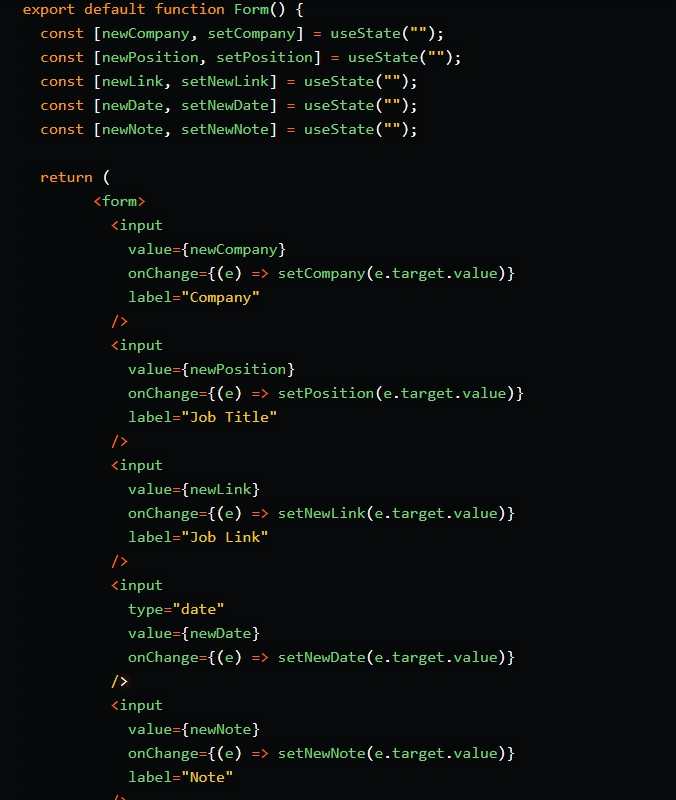 export default function Form() {
const [newCompany, setCompany] = useState("");
const [newPosition, setPosition] = useState("");
const [newLink, setNewLink] = useState("");
const [newDate, setNewDate] = useState("");
const [newNote, setNewNote] = useState("");
return (
<form>
<input
value={newCompany}
onChange={(e) => setCompany(e.target.value)}
label="Company"
/>
<input
value={newPosition}
onChange={(e) => setPosition(e.target.value)}
label="Job Title"
/>
<input
value={newLink}
onChange={(e) => setNewLink(e.target.value)}
label="Job Link"
/>
<input
type="date"
value={newDate}
onChange={(e) => setNewDate(e.target.value)}
/>
<input
value={newNote}
onChange={(e) => setNewNote(e.target.value)}
label="Note"
/>